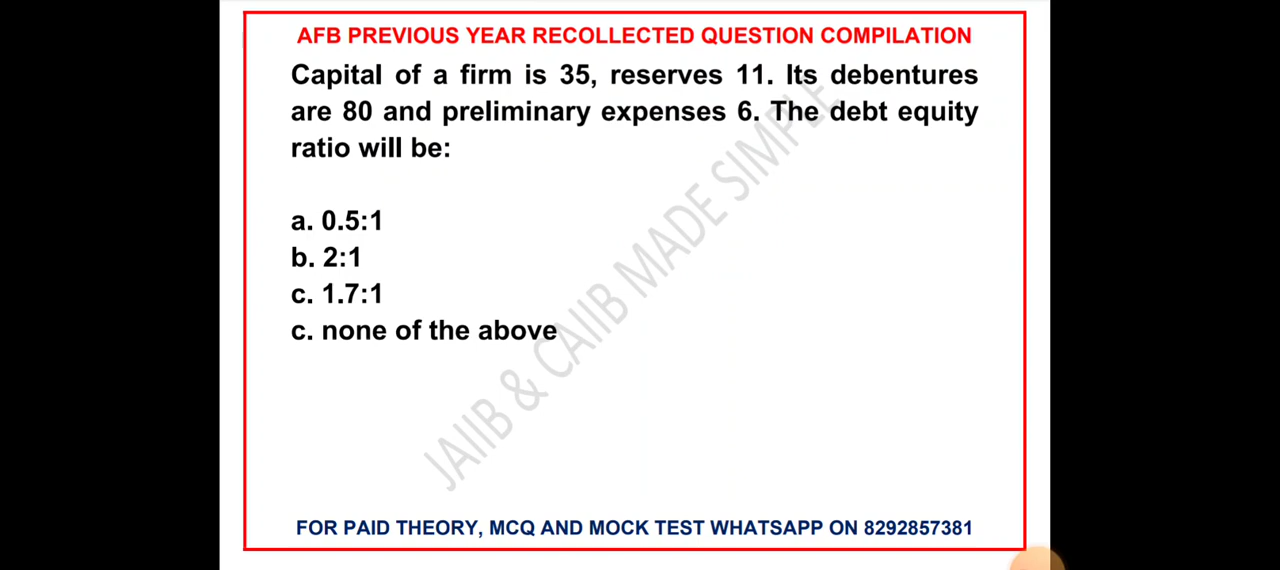 AFB PREVIOUS YEAR RECOLLECTED QUESTION COMPILATION
Capital of a firm is 35, reserves 11. Its debentures
are 80 and preliminary expenses 6. The debt equity
ratio will be:
a. 0.5:1
b. 2:1
c. 1.7:1
c. none of the above
JAIIB & CAIIB MADE SIMPLE
FOR PAID THEORY, MCQ AND MOCK TEST WHATSAPP ON 8292857381